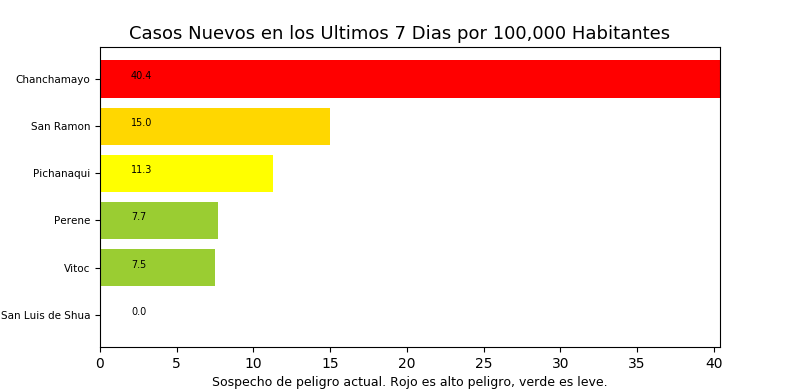 Casos Nuevos en los Ultimos 7 Dias por 100,000 Habitantes
Chanchamayo 40.4
San Ramon 15.0
Pichanaqui 11.3
Perene 7.7
Vitoc 7.5
San Luis de Shua 0.0
0 5 10 15 20 25 30 35 40
Sospecho de peligro actual. Rojo es alto peligro, verde es leve.